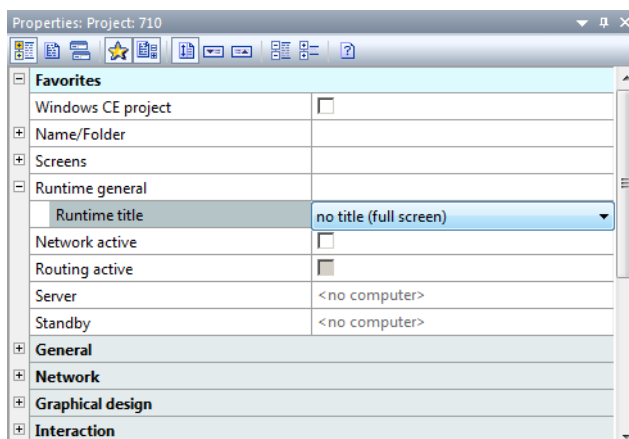 Properties: Project: 710
Favorites
Windows CE project
Name/Folder
Screens
Runtime general
Runtime title no title (full screen)
Network active
Routing active
Server <no computer>
Standby <no computer>
General
Network
Graphical design
Interaction